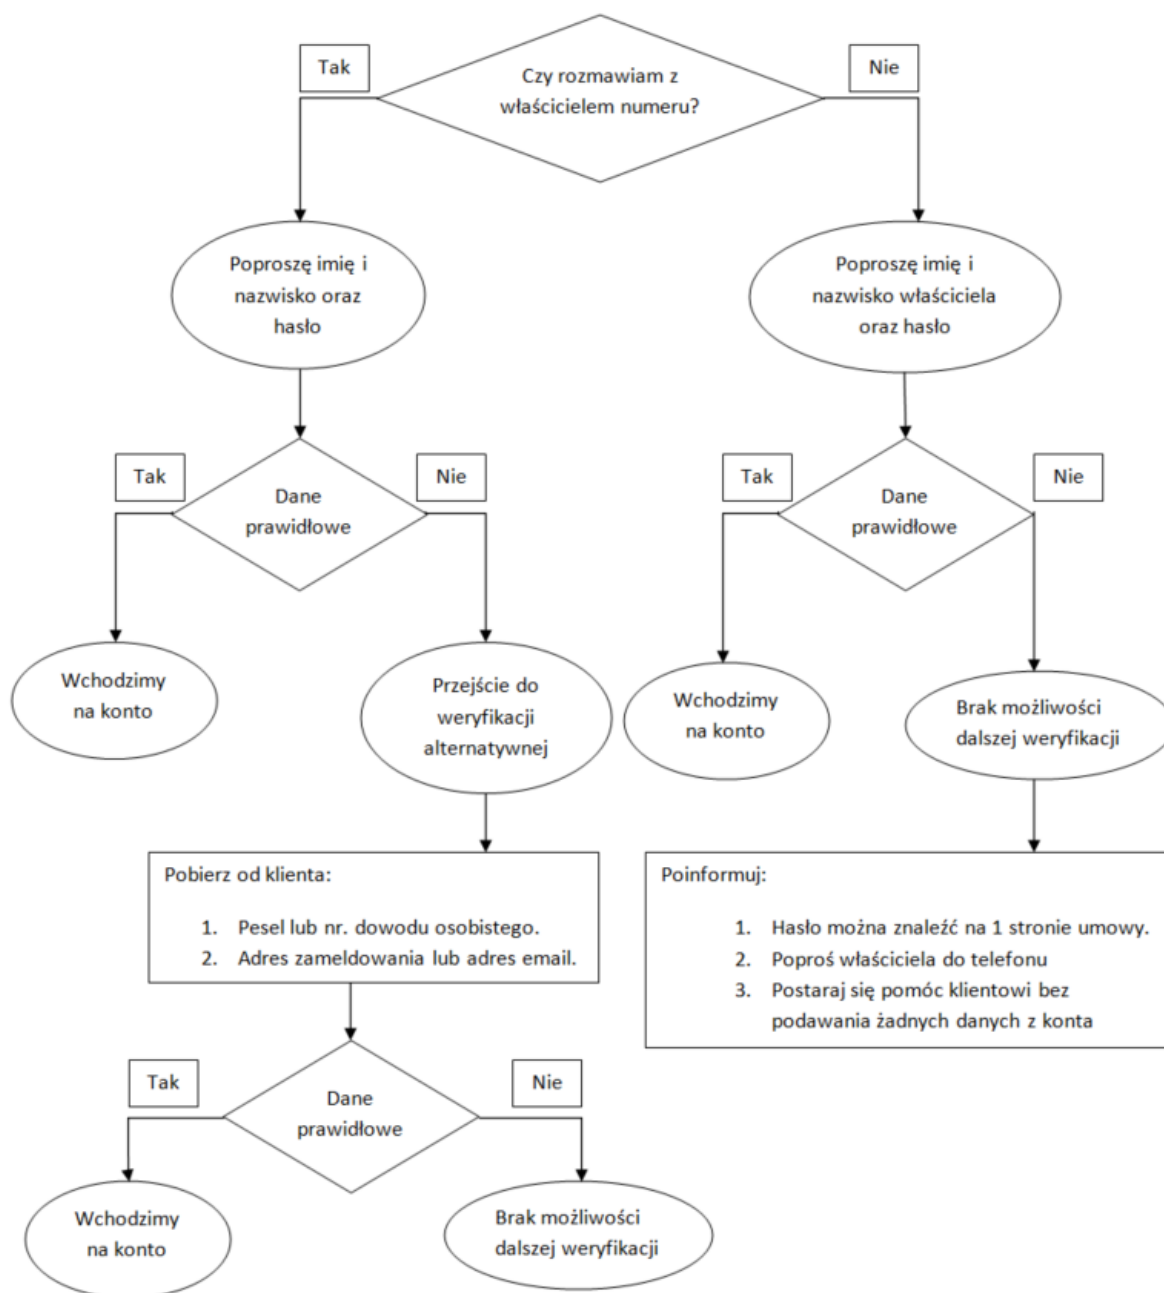 Tak
Czy rozmawiam z
właścicielem numeru?
Nie
Poproszę imię i
nazwisko oraz
hasło
Poproszę imię i
nazwisko właściciela
oraz hasło
Tak
Dane
prawidłowe
Nie
Tak
Dane
prawidłowe
Nie
Wchodzimy
na konto
Przejście do
weryfikacji
alternatywnej
Wchodzimy
na konto
Brak możliwości
dalszej weryfikacji
Pobierz od klienta:
1. Pesel lub nr. dowodu osobistego.
2. Adres zameldowania lub adres email.
Poinformuj:
1. Hasło można znaleźć na 1 stronie umowy.
2. Poproś właściciela do telefonu
3. Postaraj się pomóc klientowi bez
podawania żadnych danych z konta
Tak
Dane
prawidłowe
Nie
Wchodzimy
na konto
Brak możliwości
dalszej weryfikacji